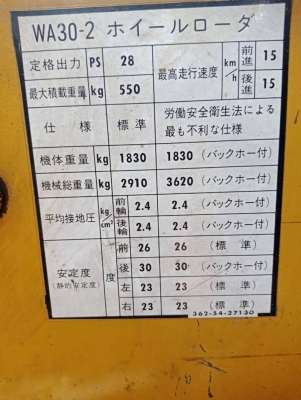 WA30-2 ホイールローダ
定格出力 PS 28 最高走行速度 km/h 前進 15
最大積載重量 kg 550 後進 15
仕様 標準 労働安全衛生法による最も不利な仕様
機体重量 kg 1830 1830 (バックホー付)
機械総重量 kg 2910 3620 (バックホー付)
平均接地圧 kg/cm² 前輪 2.4 2.4 (バックホー付)
後輪 2.4 2.4 (バックホー付)
安定度 (静的安定度) 度 前 26 26 (標準)
後 30 30 (バックホー付)
左 23 23 (標準)
右 23 23 (標準)
362-54-27130